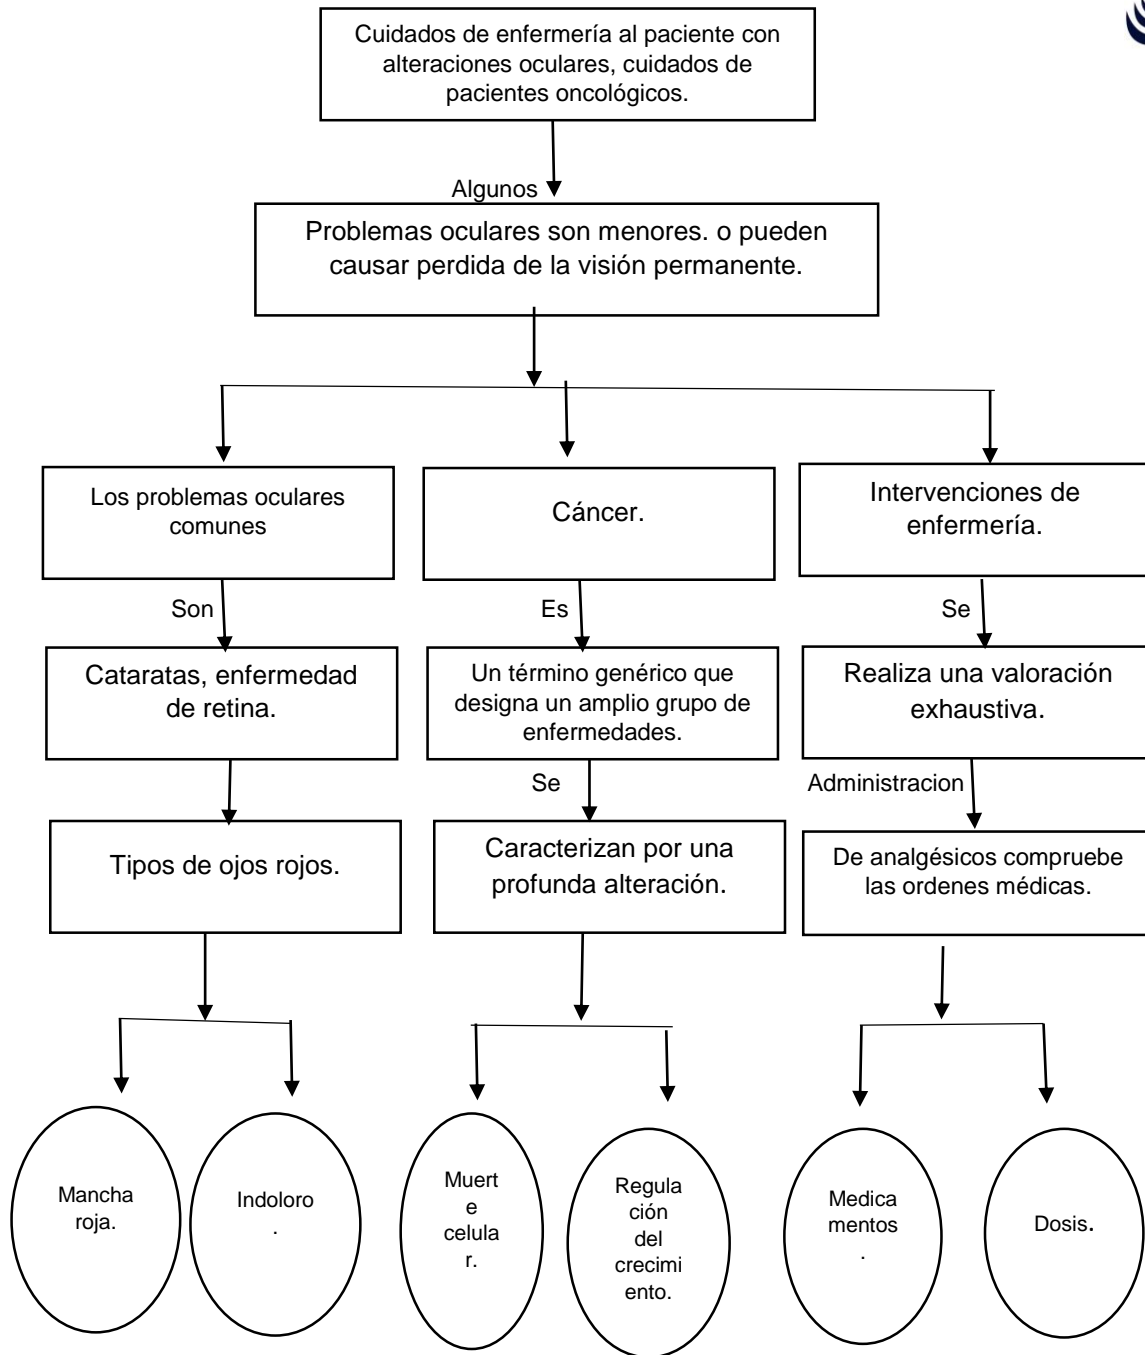 Cuidados de enfermería al paciente con
alteraciones oculares, cuidados de
pacientes oncológicos.
Algunos
Problemas oculares son menores. o pueden
causar perdida de la visión permanente.
Los problemas oculares
comunes
Cáncer.
Intervenciones de
enfermería.
Son
Es
Se
Cataratas, enfermedad
de retina.
Un término genérico que
designa un amplio grupo de
enfermedades.
Realiza una valoración
exhaustiva.
Se
Administracion
Tipos de ojos rojos.
Caracterizan por una
profunda alteración.
De analgésicos compruebe
las ordenes médicas.
Mancha
roja.
Indoloro
.
Muert
e
celula
r.
Regula
ción
del
crecimi
ento.
Medica
mentos
.
Dosis.